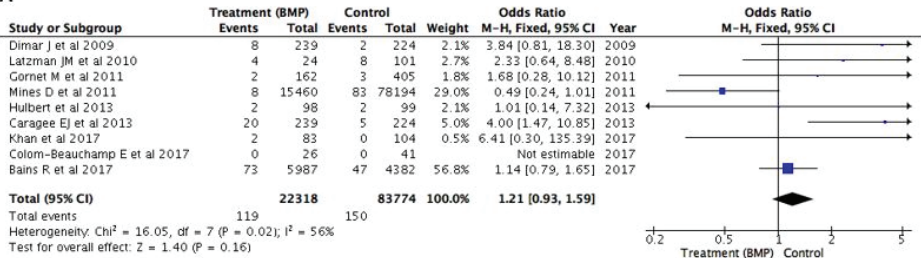 Treatment (BMP) Control Odds Ratio Odds Ratio
Study or Subgroup Events Total Events Total Weight M-H, Fixed, 95% CI Year M-H, Fixed, 95% CI
Dimar J et al 2009 8 239 2 224 2.1% 3.84 [0.81, 18.30] 2009
Latzman JM et al 2010 4 24 8 101 2.7% 2.33 [0.64, 8.48] 2010
Gornet M et al 2011 2 162 3 405 1.8% 1.68 [0.28, 10.12] 2011
Mines D et al 2011 8 15460 83 78194 29.0% 0.49 [0.24, 1.01] 2011
Hulbert et al 2013 2 98 2 99 2.1% 1.01 [0.14, 7.32] 2013
Caragee EJ et al 2013 20 239 5 224 5.0% 4.00 [1.47, 10.85] 2013
Khan et al 2017 2 83 0 104 0.5% 6.41 [0.30, 135.39] 2017
Colom-Beauchamp E et al 2017 0 26 0 41 Not estimable 2017
Bains R et al 2017 73 5987 47 4382 56.8% 1.14 [0.79, 1.65] 2017
Total (95% CI) 22318 83774 100.0% 1.21 [0.93, 1.59]
Total events 119 150
Heterogeneity: Chi² = 16.05, df = 7 (P = 0.02); I² = 56%
Test for overall effect: Z = 1.40 (P = 0.16)
0.2 0.5 1 2 5
Treatment (BMP) Control